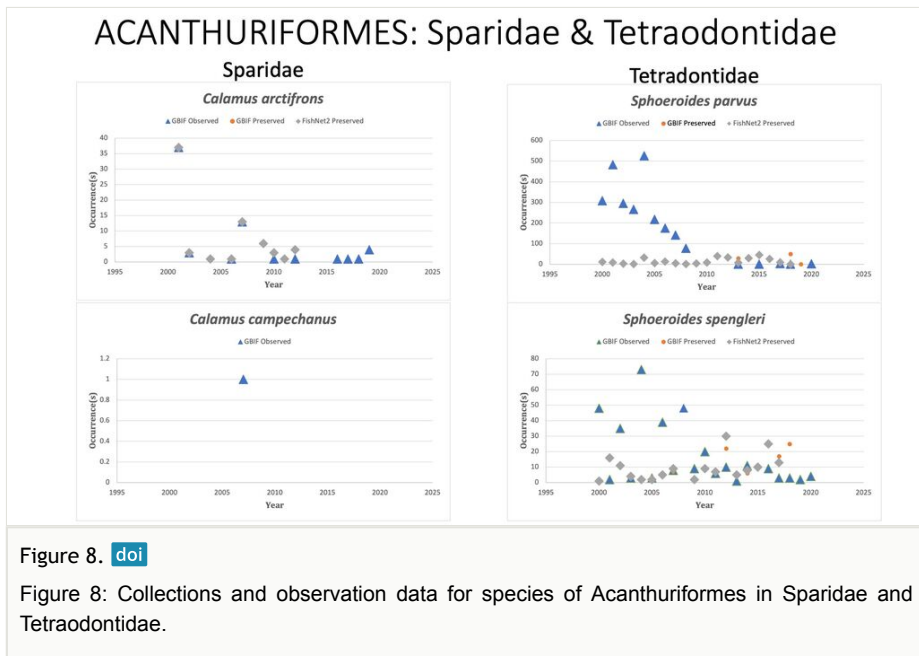 ACANTHURIFORMES: Sparidae & Tetraodontidae
Sparidae
Calamus arctifrons
GBIF Observed GBIF Preserved FishNet2 Preserved
40
35
30
25
20
15
10
5
0
Occurrence(s)
1995 2000 2005 2010 2015 2020 2025
Year
Calamus campechanus
GBIF Observed
1.2
1
0.8
0.6
0.4
0.2
0
Occurrence(s)
1995 2000 2005 2010 2015 2020 2025
Year
Tetradontidae
Sphoeroides parvus
GBIF Observed GBIF Preserved FishNet2 Preserved
600
500
400
300
200
100
0
Occurrence(s)
1995 2000 2005 2010 2015 2020 2025
Year
Sphoeroides spengleri
GBIF Observed GBIF Preserved FishNet2 Preserved
80
70
60
50
40
30
20
10
0
Occurrence(s)
1995 2000 2005 2010 2015 2020 2025
Year
Figure 8. doi
Figure 8: Collections and observation data for species of Acanthuriformes in Sparidae and
Tetraodontidae.